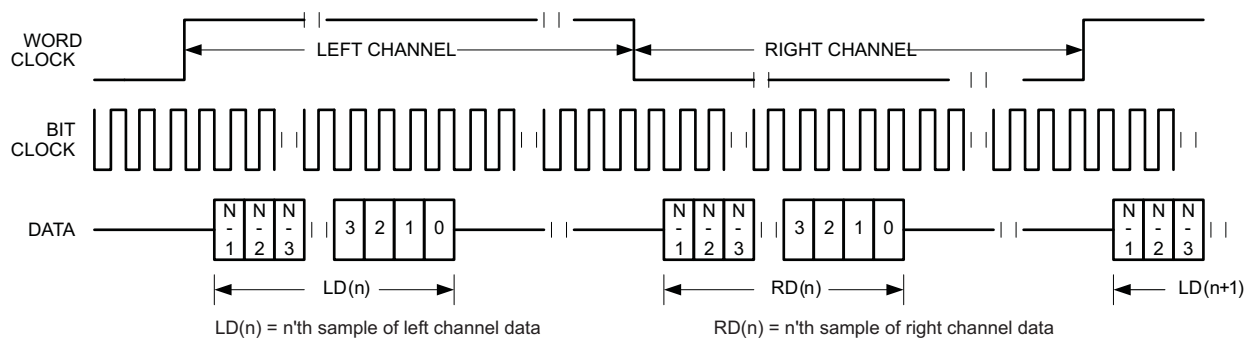 WORD
CLOCK
LEFT CHANNEL
RIGHT CHANNEL
BIT
CLOCK
DATA
N
-
1
N
-
2
N
-
3
3
2
1
0
N
-
1
N
-
2
N
-
3
3
2
1
0
N
-
1
N
-
2
N
-
3
LD(n)
RD(n)
LD(n+1)
LD(n) = n'th sample of left channel data
RD(n) = n'th sample of right channel data